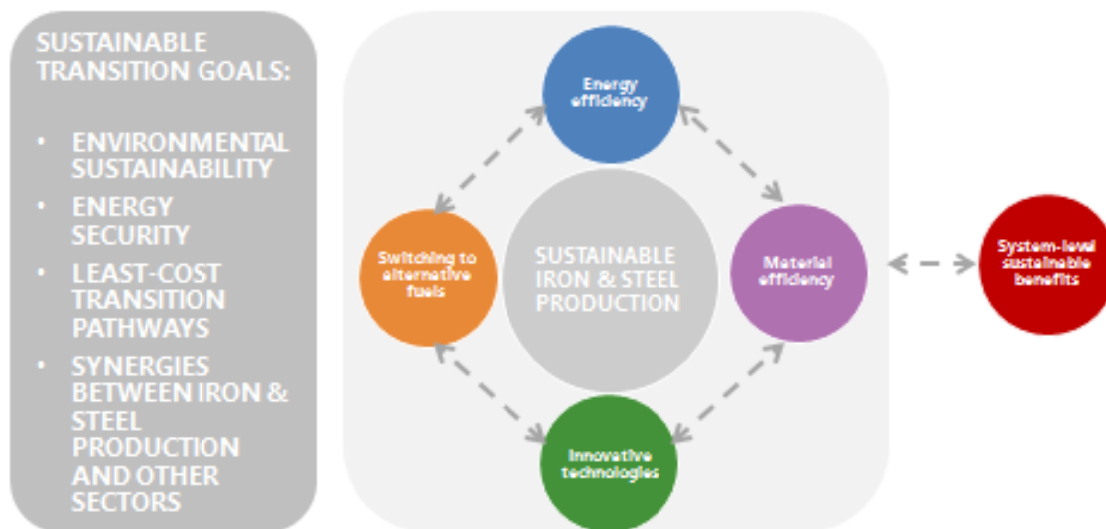 SUSTAINABLE
TRANSITION GOALS:
• ENVIRONMENTAL
SUSTAINABILITY
• ENERGY
SECURITY
• LEAST-COST
TRANSITION
PATHWAYS
• SYNERGIES
BETWEEN IRON &
STEEL
PRODUCTION
AND OTHER
SECTORS
Energy
efficiency
Switching to
alternative
fuels
SUSTAINABLE
IRON & STEEL
PRODUCTION
Material
efficiency
Innovative
technologies
System-level
sustainable
benefits